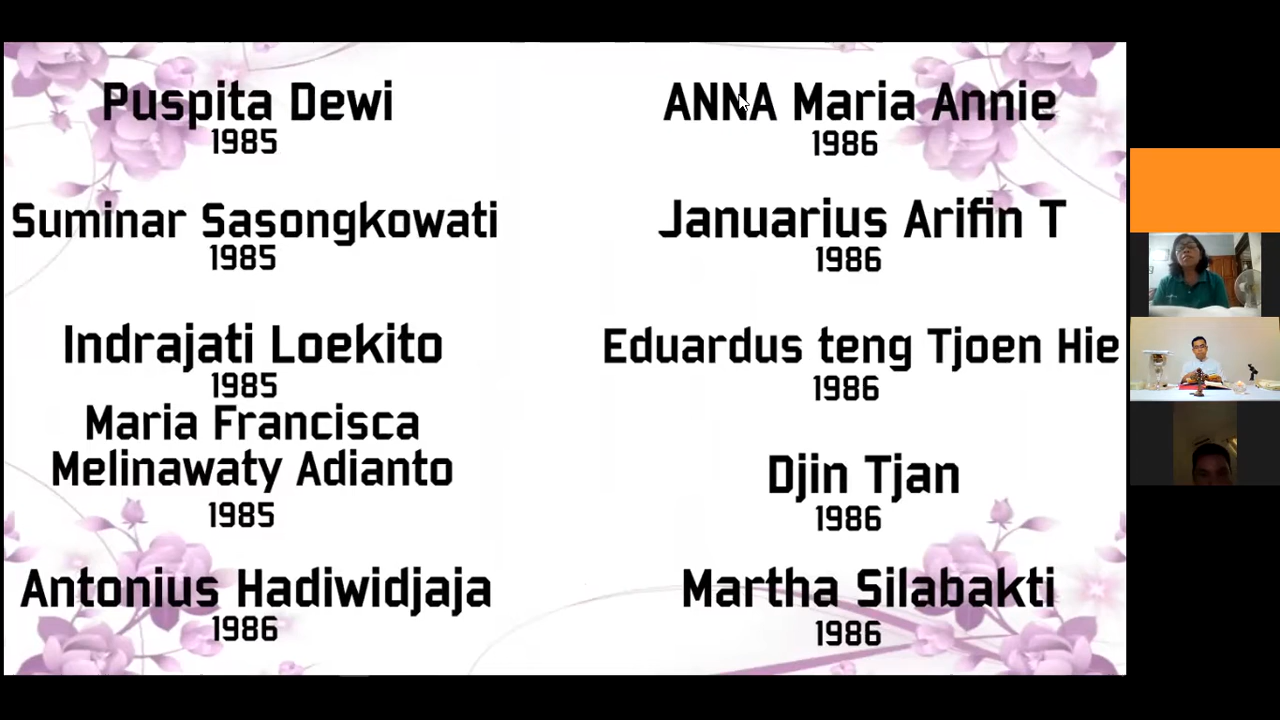 Puspita Dewi
1985
Suminar Sasongkowati
1985
Indrajati Loekito
1985
Maria Francisca
Melinawaty Adianto
1985
Antonius Hadiwidjaja
1986
ANNA Maria Annie
1986
Januarius Arifin T
1986
Eduardus teng Tjoen Hie
1986
Djin Tjan
1986
Martha Silabakti
1986